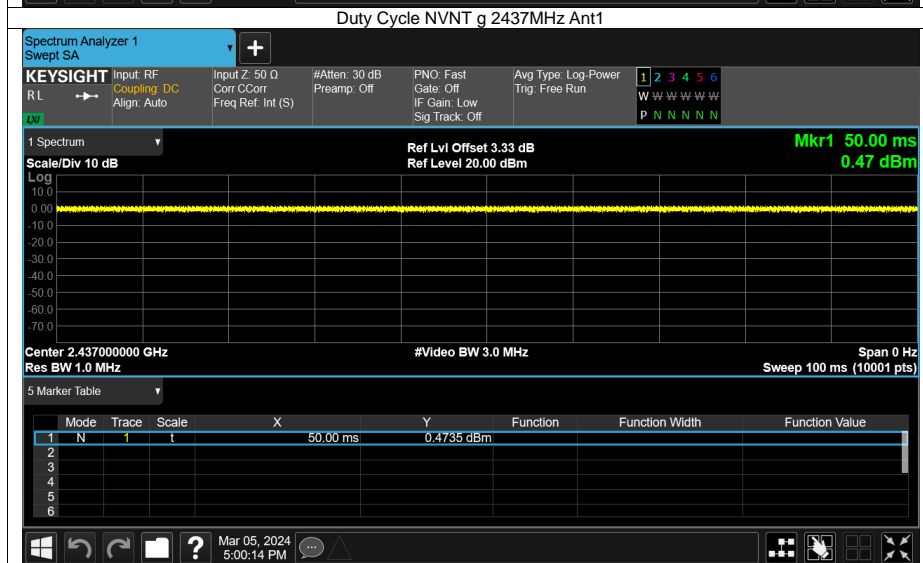 Duty Cycle NVNT g 2437MHz Ant1
Spectrum Analyzer 1
Swept SA
KEYSIGHT Input: RF Input Z: 50 Ω #Atten: 30 dB PNO: Fast Avg Type: Log-Power 1 2 3 4 5 6
RL Coupling: DC Corr CCorr Preamp: Off Gate: Off Trig: Free Run W W W W W W
Align: Auto Freq Ref: Int (S) IF Gain: Low
LXI Sig Track: Off P N N N N N
1 Spectrum Ref Lvl Offset 3.33 dB Mkr1 50.00 ms
Scale/Div 10 dB Ref Level 20.00 dBm 0.47 dBm
Log
10.0
0.00
-10.0
-20.0
-30.0
-40.0
-50.0
-60.0
-70.0
Center 2.437000000 GHz #Video BW 3.0 MHz Span 0 Hz
Res BW 1.0 MHz Sweep 100 ms (10001 pts)
5 Marker Table
Mode Trace Scale X Y Function Function Width Function Value
1 N 1 t 50.00 ms 0.4735 dBm
2
3
4
5
6
? Mar 05, 2024
5:00:14 PM